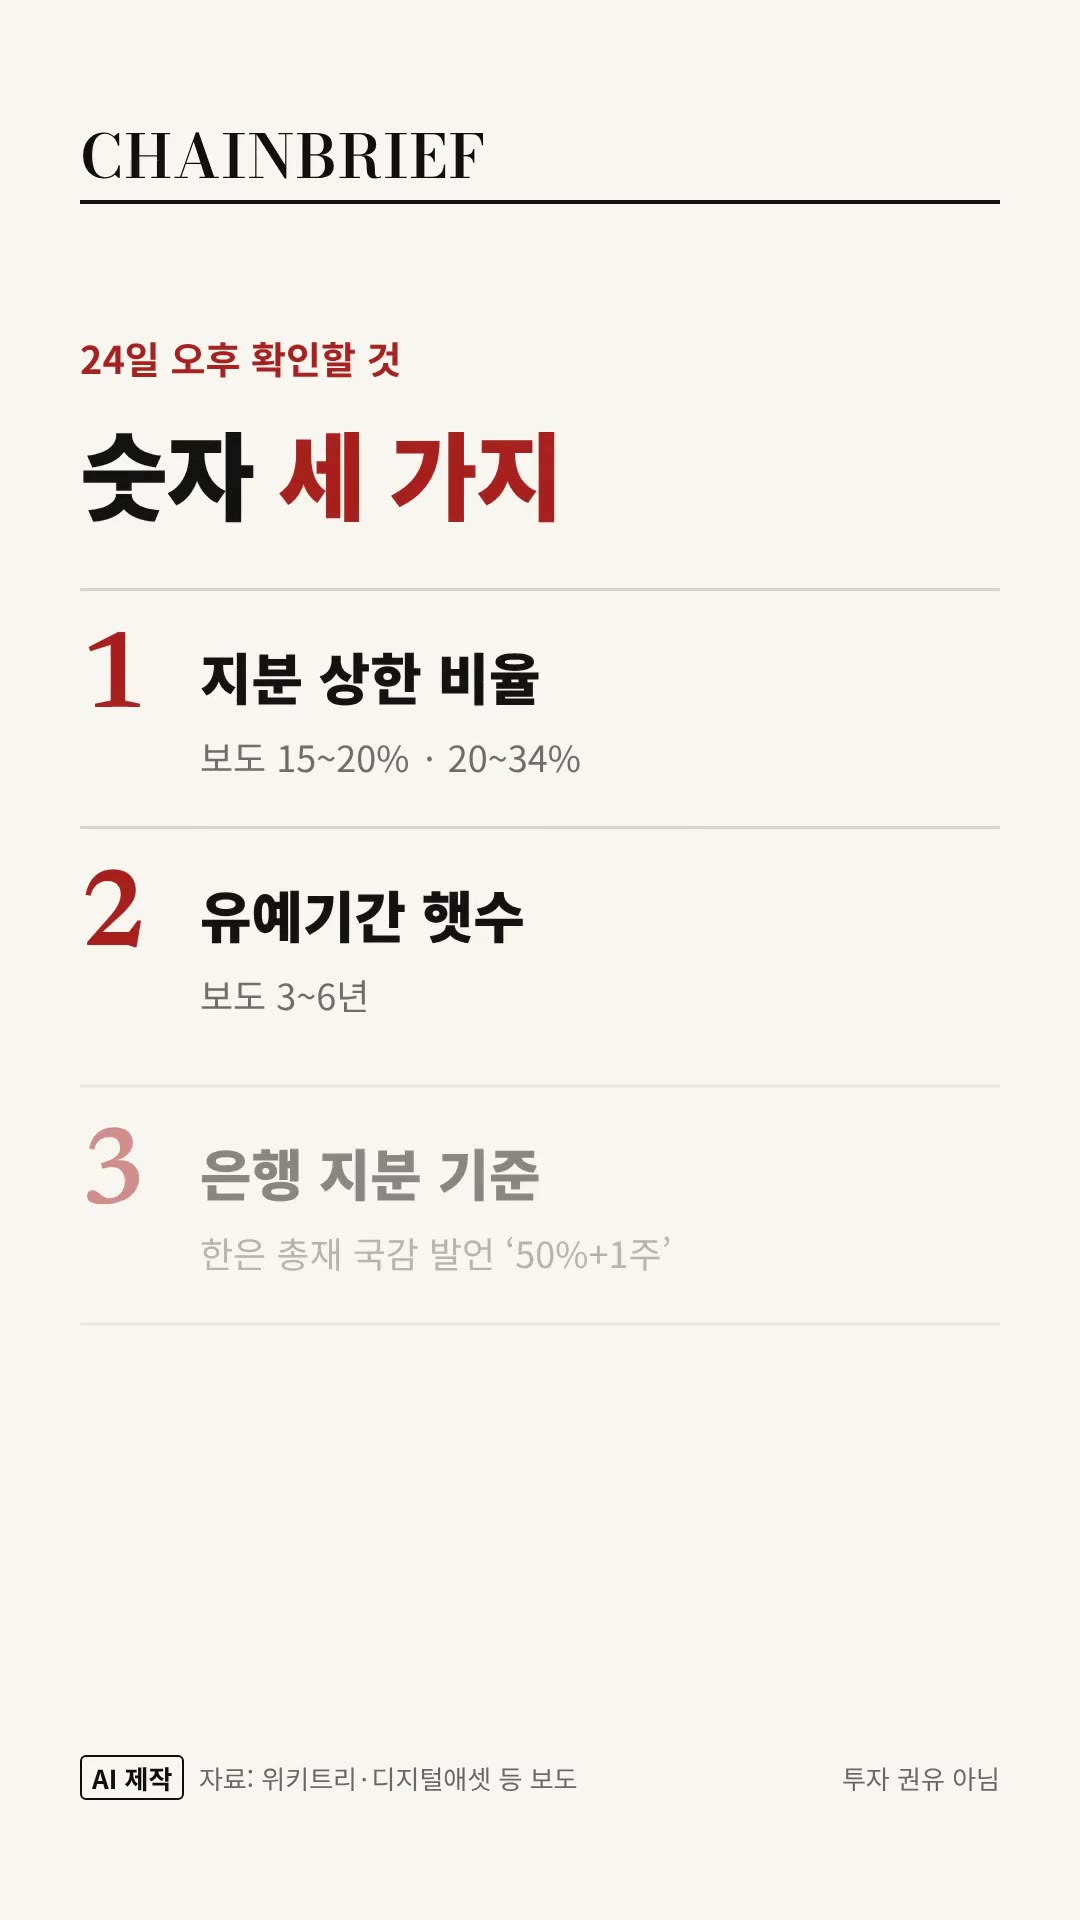 CHAINBRIEF
24일 오후 확인할 것
숫자 세 가지
1 지분 상한 비율
보도 15~20% · 20~34%
2 유예기간 햇수
보도 3~6년
3 은행 지분 기준
한은 총재 국감 발언 ‘50%+1주’
AI 제작 자료: 위키트리·디지털애셋 등 보도 투자 권유 아님